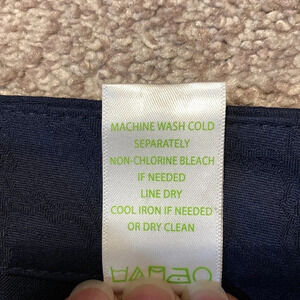 MACHINE WASH COLD
SEPARATELY
NON-CHLORINE BLEACH
IF NEEDED
LINE DRY
COOL IRON IF NEEDED
OR DRY CLEAN